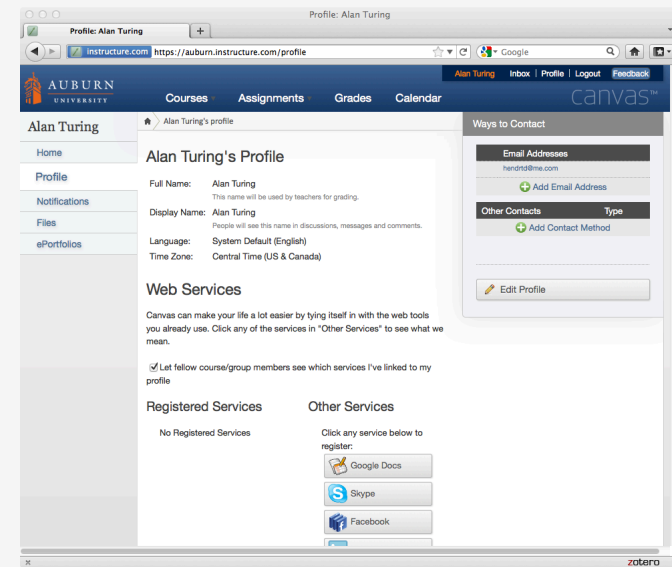 Profile: Alan Turing
Profile: Alan Turing
instructure.com https://auburn.instructure.com/profile
Google
Alan Turing Inbox | Profile | Logout Feedback
AUBURN
UNIVERSITY
Courses Assignments Grades Calendar
canvas™
Alan Turing
Home
Profile
Notifications
Files
ePortfolios
Alan Turing's profile
Alan Turing's Profile
Full Name: Alan Turing
This name will be used by teachers for grading.
Display Name: Alan Turing
People will see this name in discussions, messages and comments.
Language: System Default (English)
Time Zone: Central Time (US & Canada)
Web Services
Canvas can make your life a lot easier by tying itself in with the web tools
you already use. Click any of the services in "Other Services" to see what we
mean.
Let fellow course/group members see which services I've linked to my
profile
Registered Services
No Registered Services
Other Services
Click any service below to
register:
Google Docs
Skype
Facebook
Ways to Contact
Email Addresses
hendrtd@me.com
Add Email Address
Other Contacts Type
Add Contact Method
Edit Profile
zotero